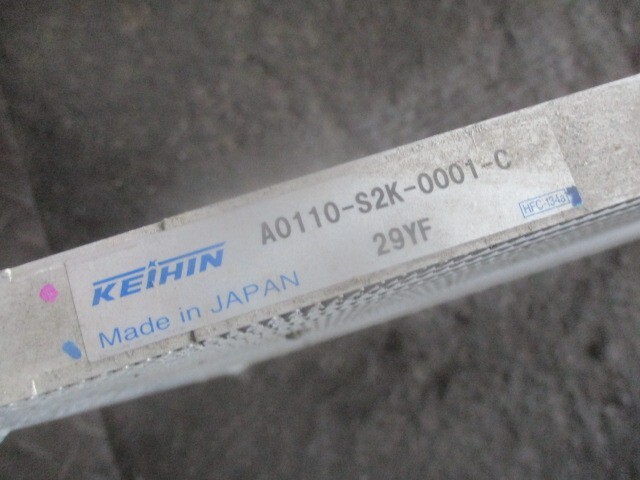 KEIHIN
A0110-S2K-0001-C
29YF
HFC-134a
Made in JAPAN